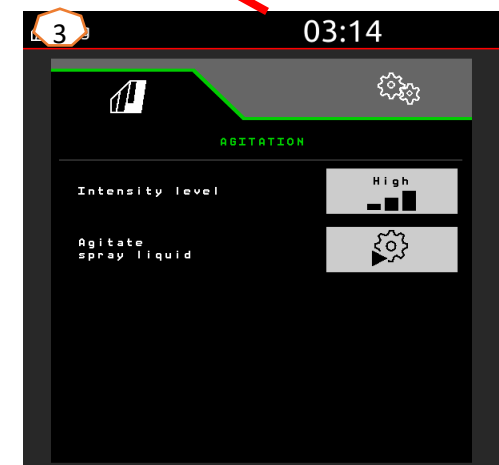 3
03:14
AGITATION
Intensity level
High
Agitate
spray liquid